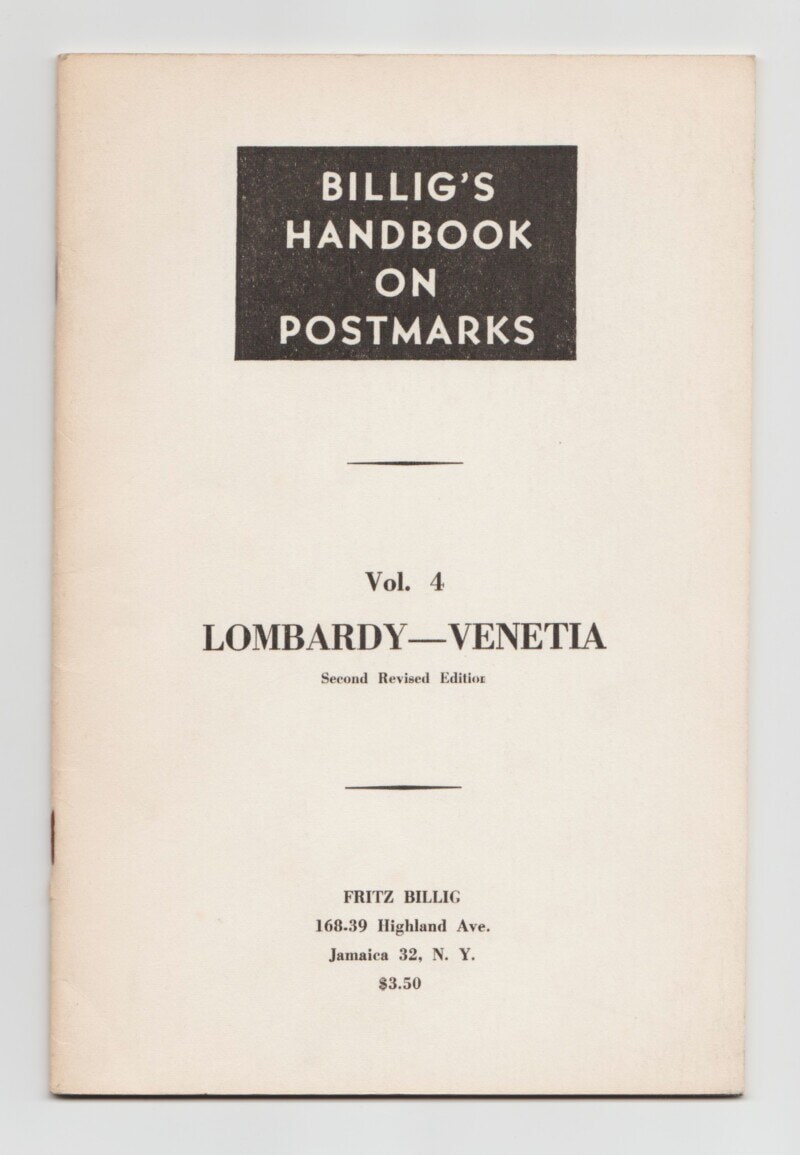 BILLIG'S
HANDBOOK
ON
POSTMARKS
Vol. 4
LOMBARDY—VENETIA
Second Revised Edition
FRITZ BILLIG
168-39 Highland Ave.
Jamaica 32, N. Y.
$3.50